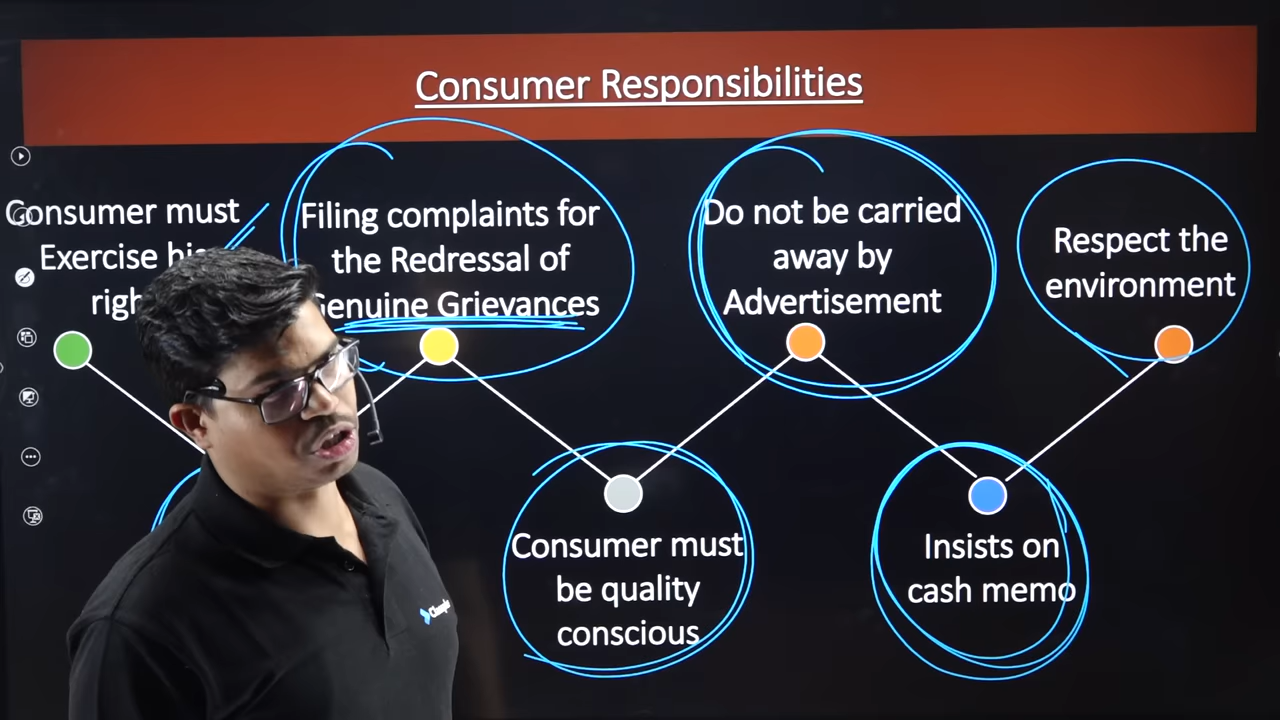 Consumer Responsibilities
Consumer must
Exercise his
Filing complaints for
the Redressal of
Genuine Grievances
Do not be carried
away by
Advertisement
Respect the
environment
Consumer must
be quality
conscious
Insists on
cash memo